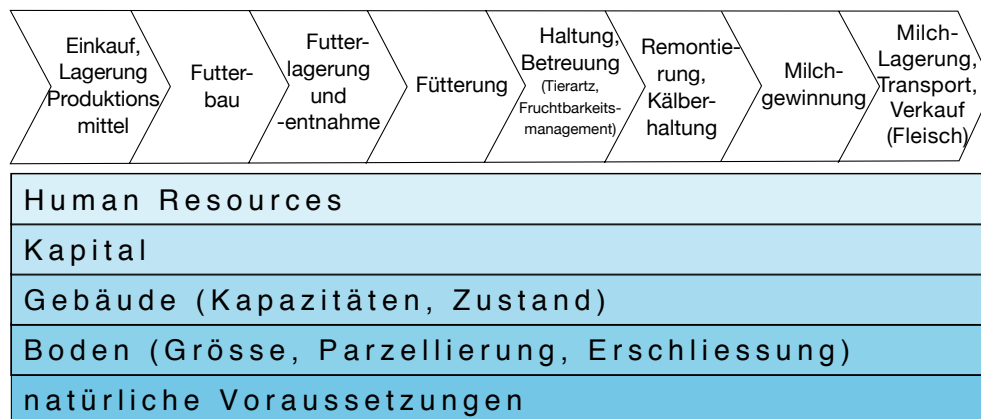 Einkauf,
Lagerung
Produktions
mittel
Futter-
bau
Futter-
lagerung
und
-entnahme
Fütterung
Haltung,
Betreuung
(Tierartz,
Fruchtbarkeits-
management)
Remontie-
rung,
Kälber-
haltung
Milch-
gewinnung
Milch-
Lagerung,
Transport,
Verkauf
(Fleisch)
Human Resources
Kapital
Gebäude (Kapazitäten, Zustand)
Boden (Grösse, Parzellierung, Erschliessung)
natürliche Voraussetzungen